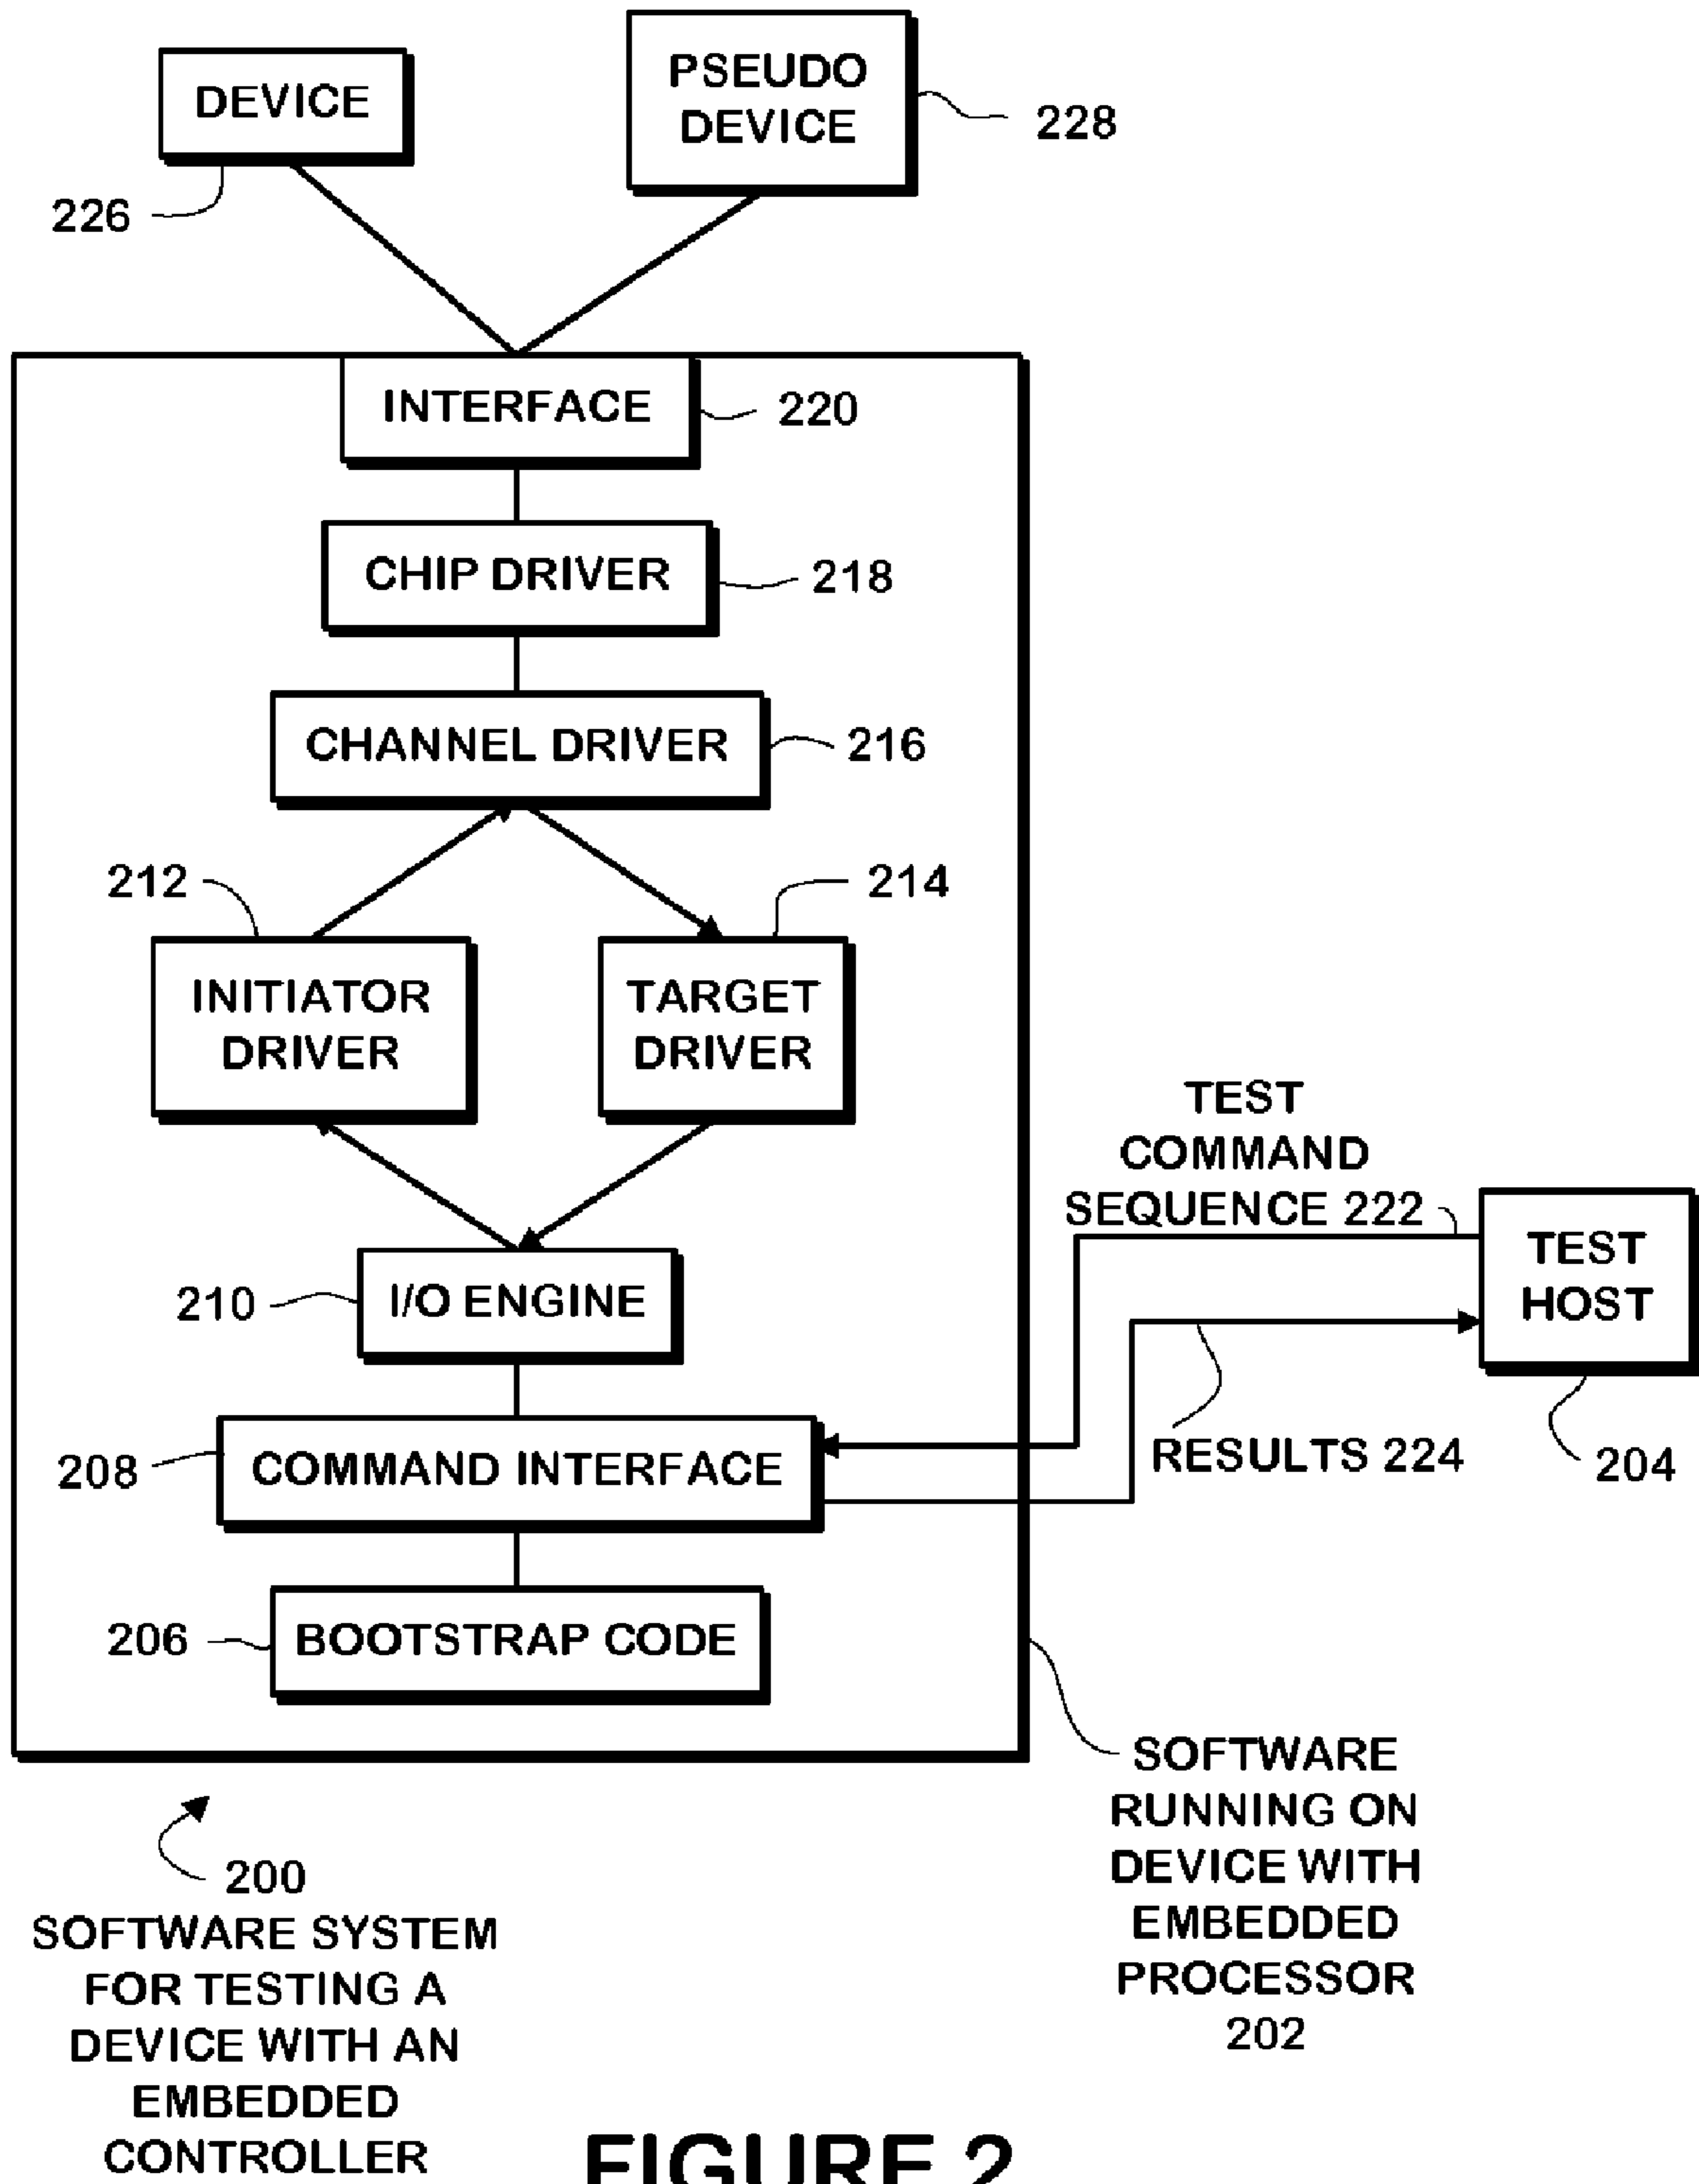 DEVICE
226
PSEUDO
DEVICE
228
INTERFACE
220
CHIP DRIVER
218
CHANNEL DRIVER
216
212
214
INITIATOR
DRIVER
TARGET
DRIVER
TEST
COMMAND
SEQUENCE 222
TEST
HOST
210
I/O ENGINE
208
COMMAND INTERFACE
RESULTS 224
204
206
BOOTSTRAP CODE
SOFTWARE
RUNNING ON
DEVICE WITH
EMBEDDED
PROCESSOR
202
200
SOFTWARE SYSTEM
FOR TESTING A
DEVICE WITH AN
EMBEDDED
CONTROLLER
FIGURE 2